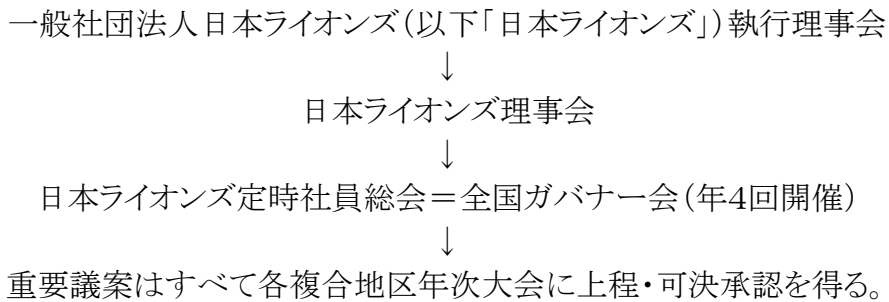 一般社団法人日本ライオンズ(以下「日本ライオンズ」)執行理事会
↓
日本ライオンズ理事会
↓
日本ライオンズ定時社員総会=全国ガバナー会(年4回開催)
↓
重要議案はすべて各複合地区年次大会に上程・可決承認を得る。